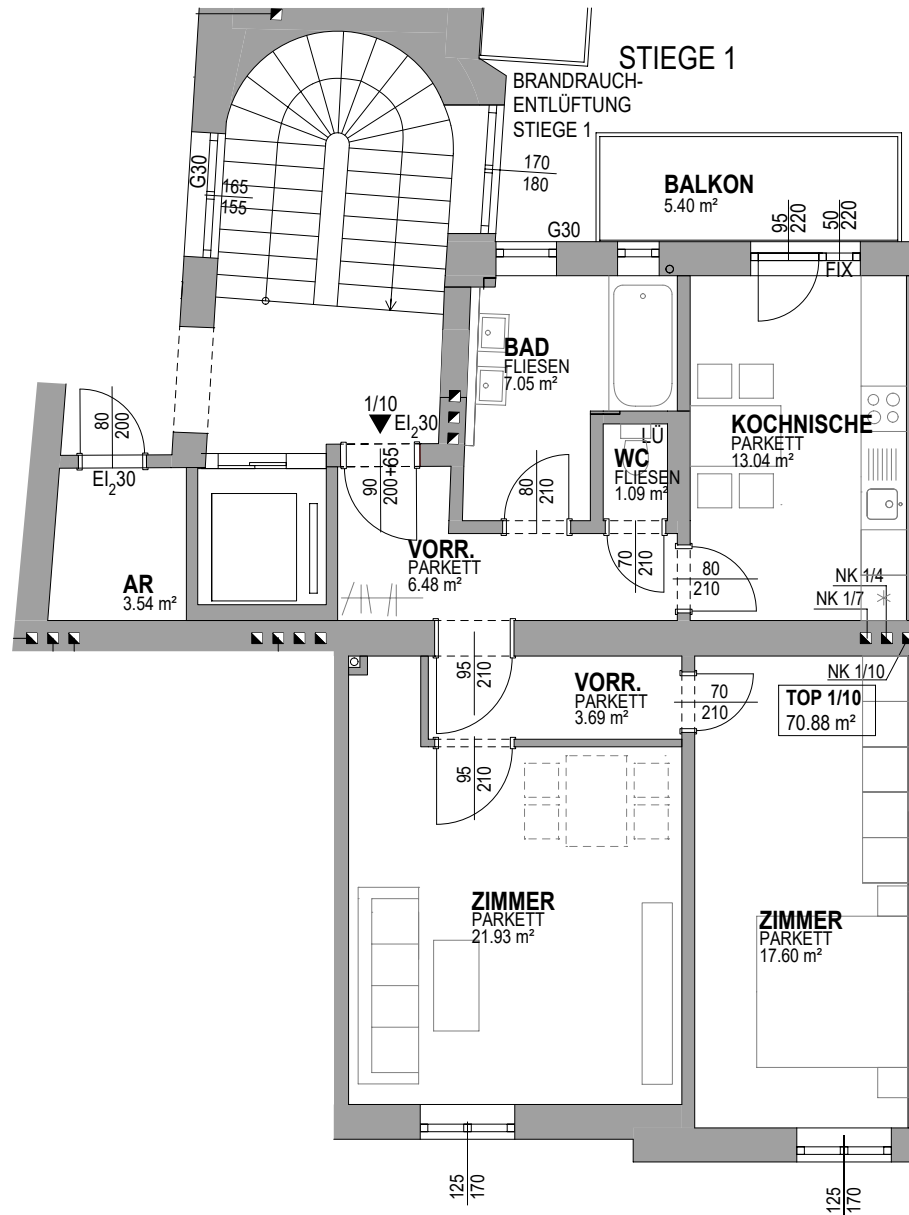 STIEGE 1
BRANDRAUCH-
ENTLÜFTUNG
STIEGE 1
G30
165
155
170
180
G30
BALKON
5.40 m²
95
220
50
220
FIX
BAD
FLIESEN
7.05 m²
1/10
EI₂30
90
200+65
80
200
EI₂30
KOCHNISCHE
PARKETT
13.04 m²
LÜ
WC
FLIESEN
1.09 m²
80
210
70
210
80
210
VORR.
PARKETT
6.48 m²
AR
3.54 m²
NK 1/4
NK 1/7
NK 1/10
TOP 1/10
70.88 m²
95
210
VORR.
PARKETT
3.69 m²
70
210
95
210
ZIMMER
PARKETT
21.93 m²
ZIMMER
PARKETT
17.60 m²
125
170
125
170